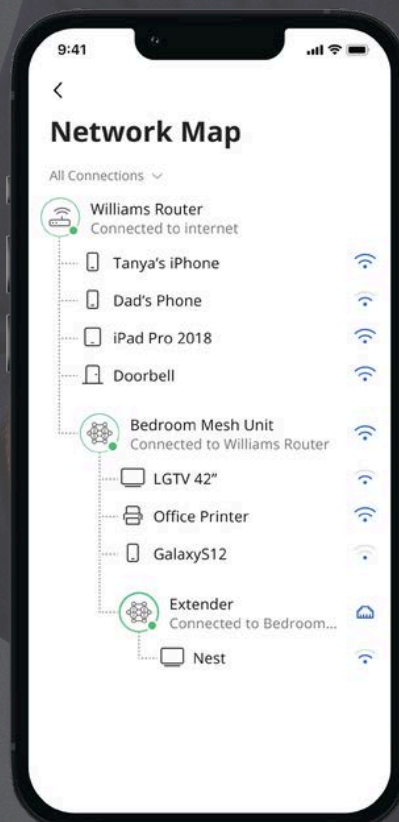 9:41
Network Map
All Connections
Williams Router
Connected to internet
Tanya's iPhone
Dad's Phone
iPad Pro 2018
Doorbell
Bedroom Mesh Unit
Connected to Williams Router
LGTV 42”
Office Printer
GalaxyS12
Extender
Connected to Bedroom...
Nest